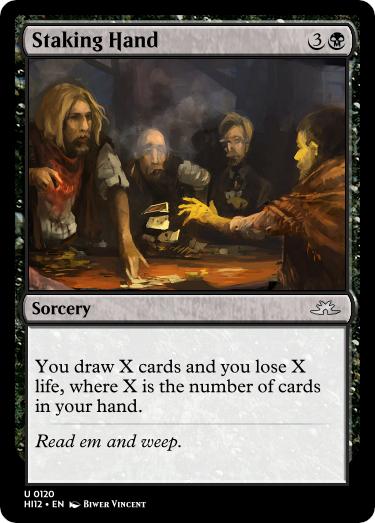 Staking Hand 3
Sorcery
You draw X cards and you lose X
life, where X is the number of cards
in your hand.
Read em and weep.
U 0120
HI12 • EN Biwer Vincent